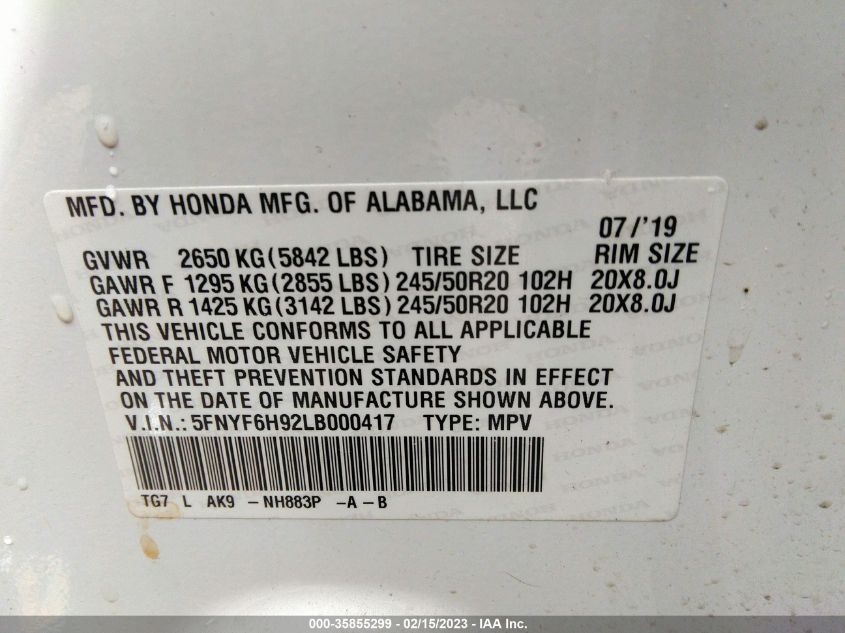 MFD. BY HONDA MFG. OF ALABAMA, LLC
07/'19
GVWR 2650 KG (5842 LBS) TIRE SIZE RIM SIZE
GAWR F 1295 KG (2855 LBS) 245/50R20 102H 20X8.0J
GAWR R 1425 KG (3142 LBS) 245/50R20 102H 20X8.0J
THIS VEHICLE CONFORMS TO ALL APPLICABLE
FEDERAL MOTOR VEHICLE SAFETY
AND THEFT PREVENTION STANDARDS IN EFFECT
ON THE DATE OF MANUFACTURE SHOWN ABOVE.
V.I.N.: 5FNYF6H92LB000417 TYPE: MPV
TG7 L AK9 – NH883P –A – B
000-35855299 - 02/15/2023 - IAA Inc.